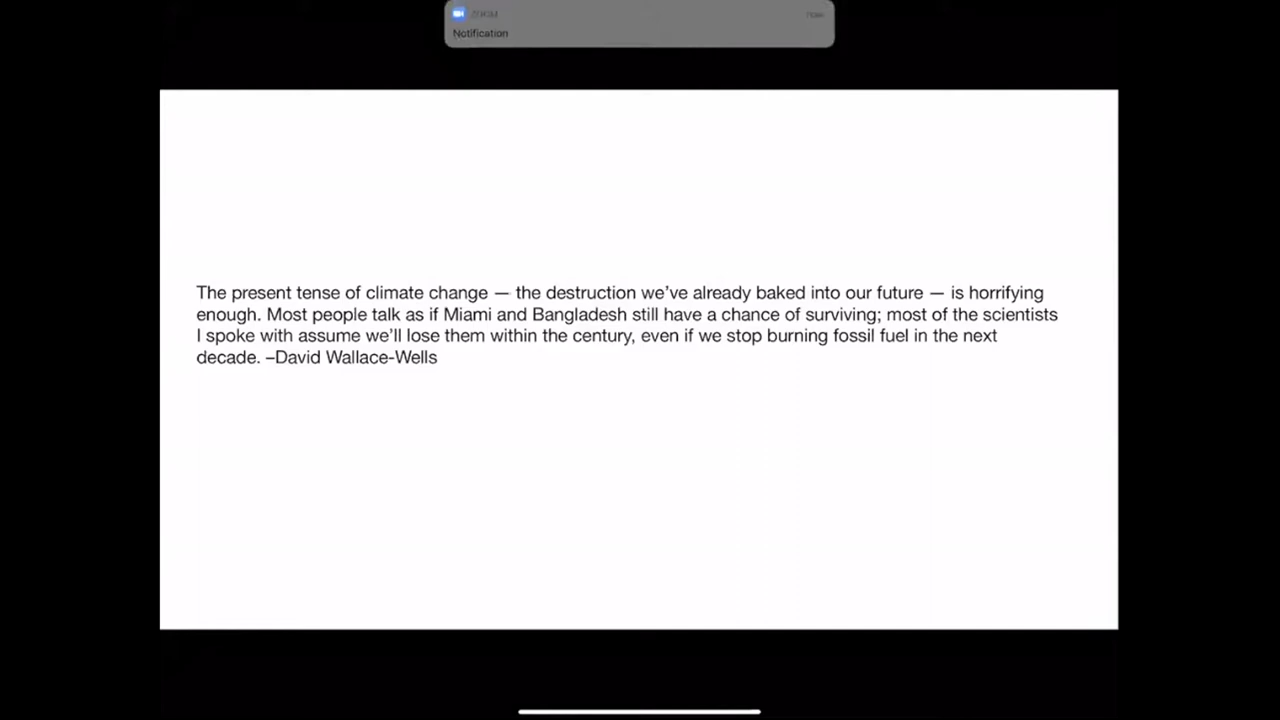 ZOOM now
Notification
The present tense of climate change — the destruction we’ve already baked into our future — is horrifying
enough. Most people talk as if Miami and Bangladesh still have a chance of surviving; most of the scientists
I spoke with assume we’ll lose them within the century, even if we stop burning fossil fuel in the next
decade. –David Wallace-Wells